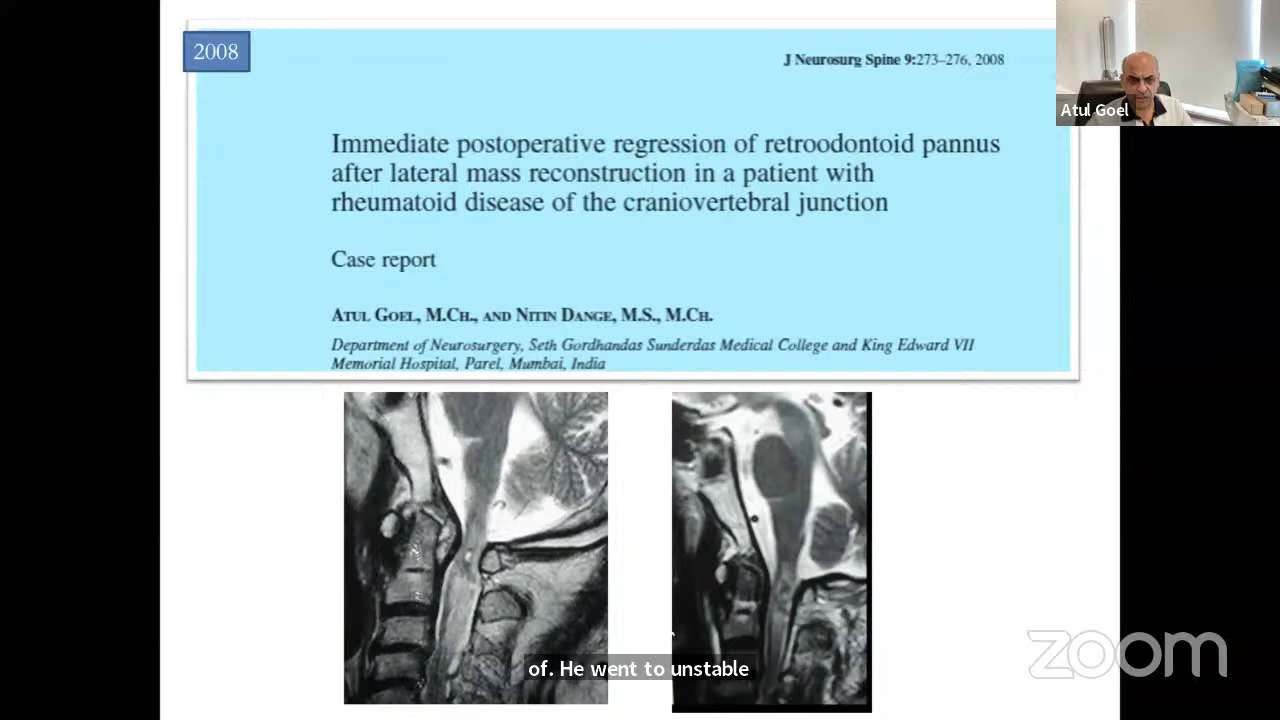 2008
J Neurosurg Spine 9:273–276, 2008
Immediate postoperative regression of retroodontoid pannus
after lateral mass reconstruction in a patient with
rheumatoid disease of the craniovertebral junction
Case report
ATUL GOEL, M.CH., AND NITIN DANGE, M.S., M.CH.
Department of Neurosurgery, Seth Gordhandas Sunderdas Medical College and King Edward VII
Memorial Hospital, Parel, Mumbai, India
Atul Goel
of. He went to unstable
zoom